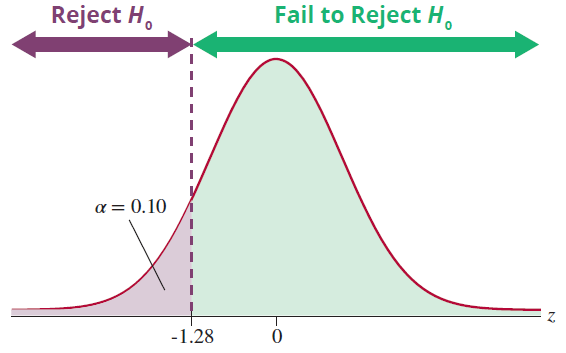 Reject H₀
Fail to Reject H₀
α = 0.10
-1.28
0
z